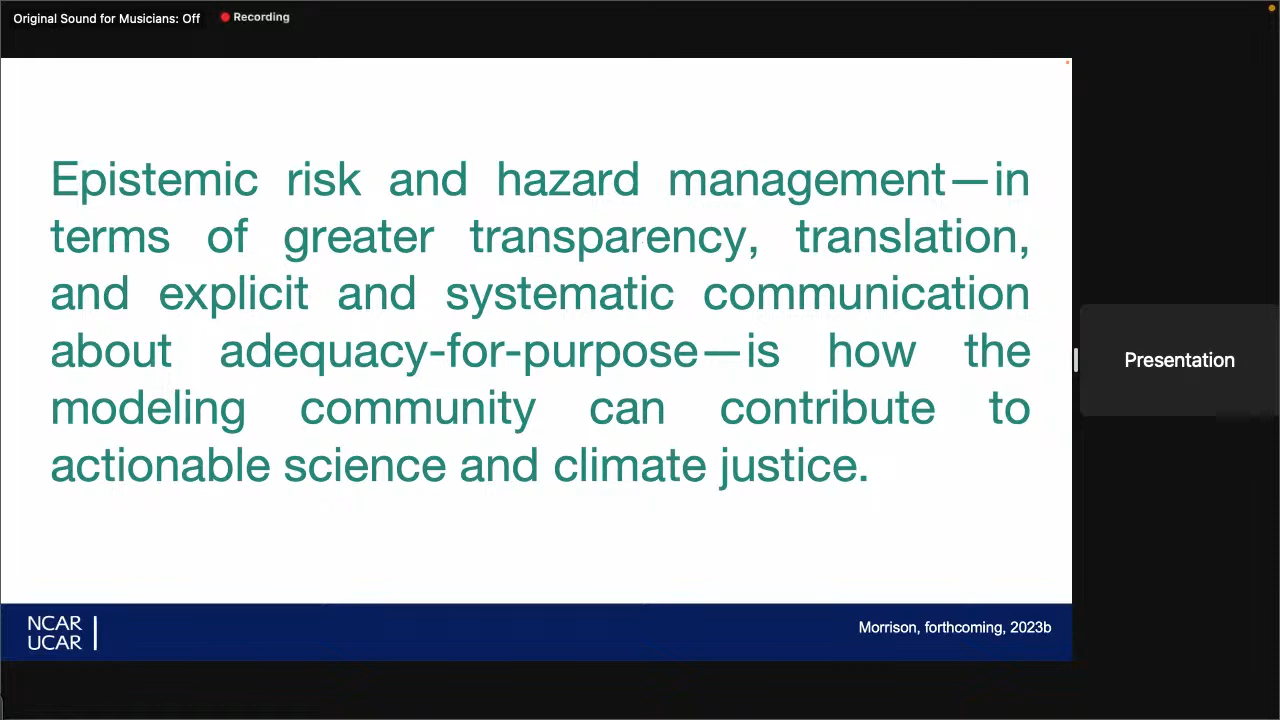 Original Sound for Musicians: Off
Recording
Epistemic risk and hazard management—in
terms of greater transparency, translation,
and explicit and systematic communication
about adequacy-for-purpose—is how the
modeling community can contribute to
actionable science and climate justice.
Presentation
NCAR
UCAR
Morrison, forthcoming, 2023b